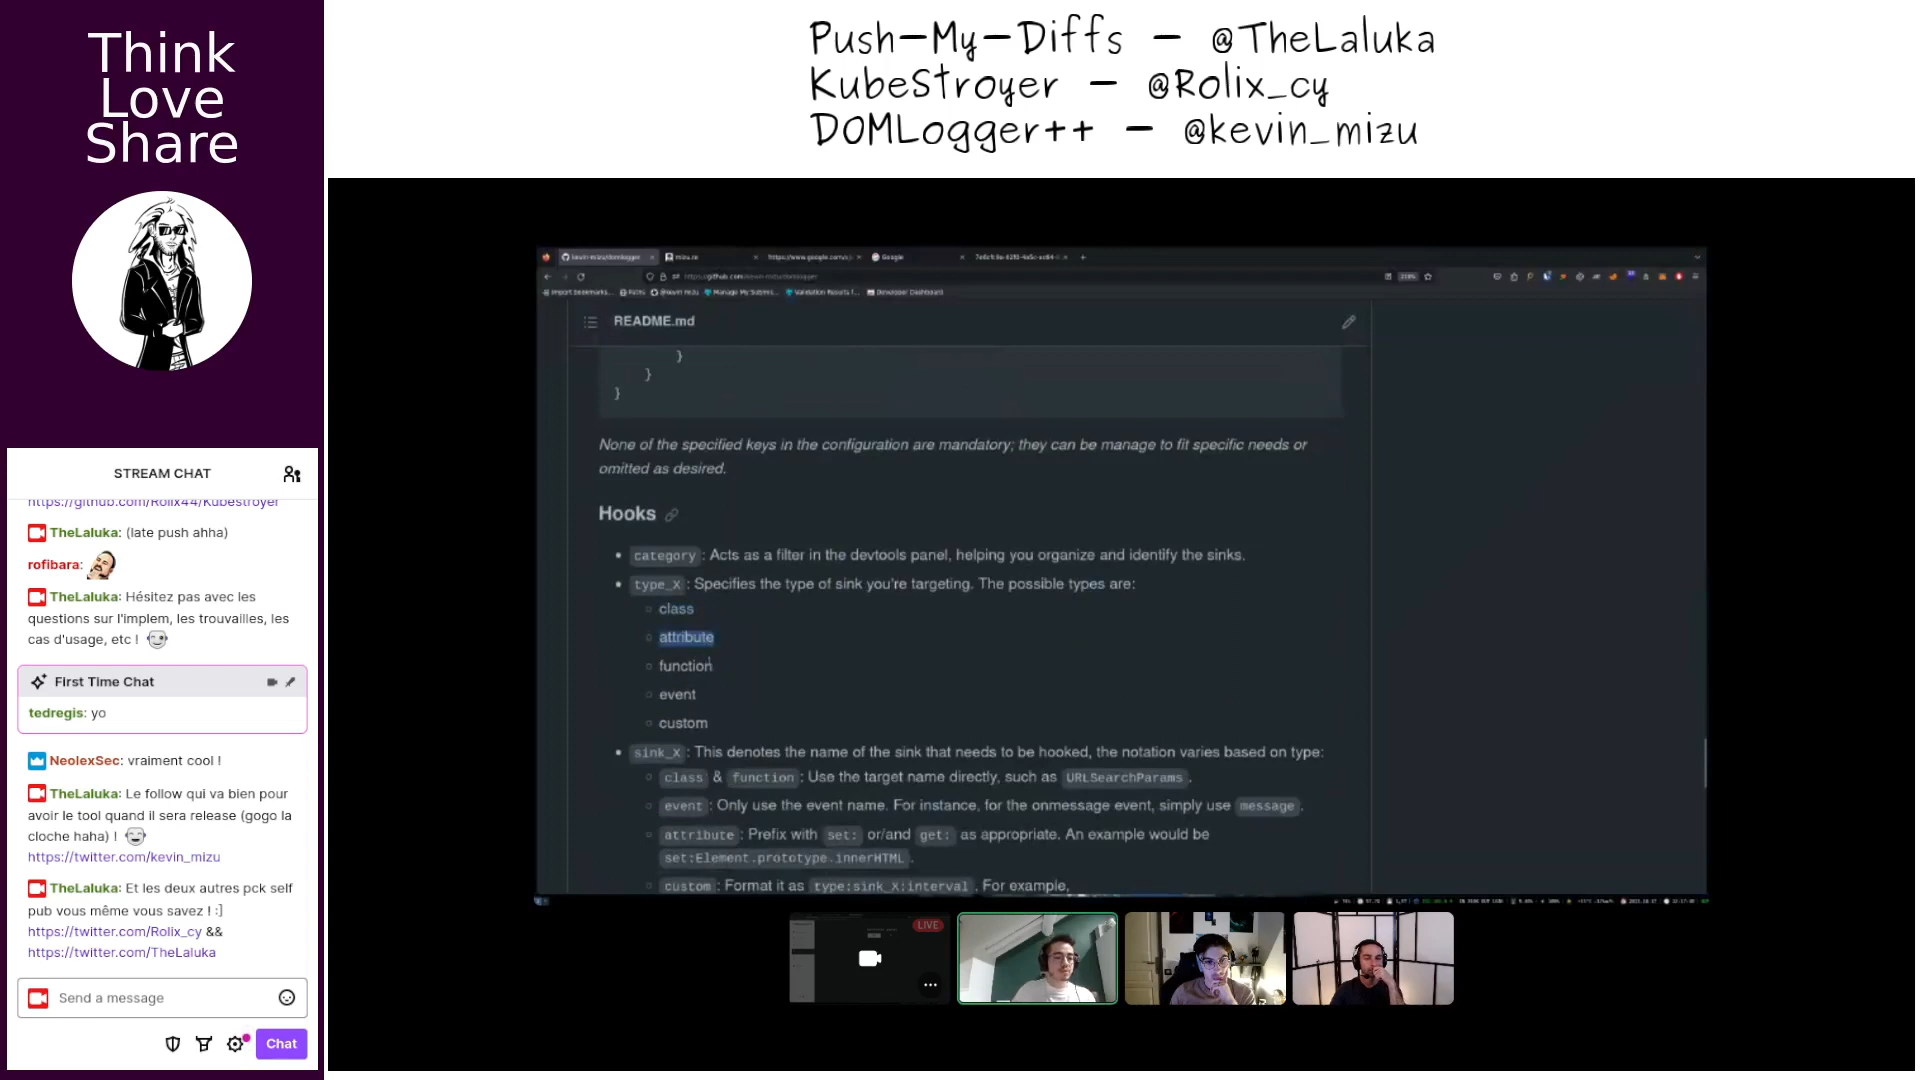 Think
Love
Share
Push-My-Diffs - @TheLaluka
KubeStroyer - @Rolix_cy
DOMLogger++ - @kevin_mizu
STREAM CHAT
https://github.com/Rolix44/Kubestroyer
TheLaluka: (late push ahha)
rofibara:
TheLaluka: Hésitez pas avec les
questions sur l'implem, les trouvailles, les
cas d'usage, etc !
First Time Chat
tedregis: yo
NeolexSec: vraiment cool !
TheLaluka: Le follow qui va bien pour
avoir le tool quand il sera release (gogo la
cloche haha) !
https://twitter.com/kevin_mizu
TheLaluka: Et les deux autres pck self
pub vous même vous savez ! :]
https://twitter.com/Rolix_cy &&
https://twitter.com/TheLaluka
Send a message
Chat
kevin-mizu/domlogger
mizu.re
Google
README.md
}
}
}
None of the specified keys in the configuration are mandatory; they can be manage to fit specific needs or
omitted as desired.
Hooks
category : Acts as a filter in the devtools panel, helping you organize and identify the sinks.
type_X : Specifies the type of sink you're targeting. The possible types are:
class
attribute
function
event
custom
sink_X : This denotes the name of the sink that needs to be hooked, the notation varies based on type:
class & function : Use the target name directly, such as URLSearchParams .
event : Only use the event name. For instance, for the onmessage event, simply use message .
attribute : Prefix with set: or/and get: as appropriate. An example would be
set:Element.prototype.innerHTML .
custom : Format it as type:sink_X:interval . For example,
LIVE